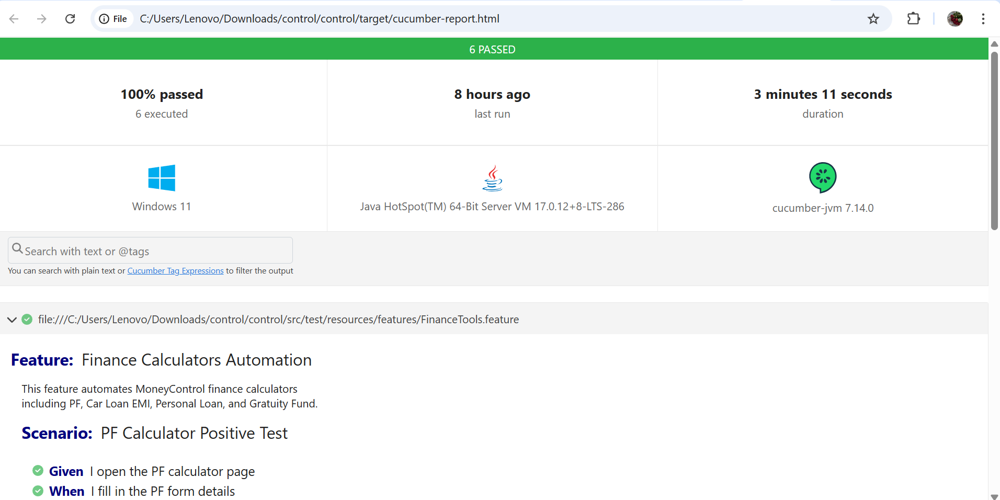 File
C:/Users/Lenovo/Downloads/control/control/target/cucumber-report.html
6 PASSED
100% passed
6 executed
8 hours ago
last run
3 minutes 11 seconds
duration
Windows 11
Java HotSpot(TM) 64-Bit Server VM 17.0.12+8-LTS-286
cucumber-jvm 7.14.0
Search with text or @tags
You can search with plain text or Cucumber Tag Expressions to filter the output
file:///C:/Users/Lenovo/Downloads/control/control/src/test/resources/features/FinanceTools.feature
Feature: Finance Calculators Automation
This feature automates MoneyControl finance calculators
including PF, Car Loan EMI, Personal Loan, and Gratuity Fund.
Scenario: PF Calculator Positive Test
Given I open the PF calculator page
When I fill in the PF form details